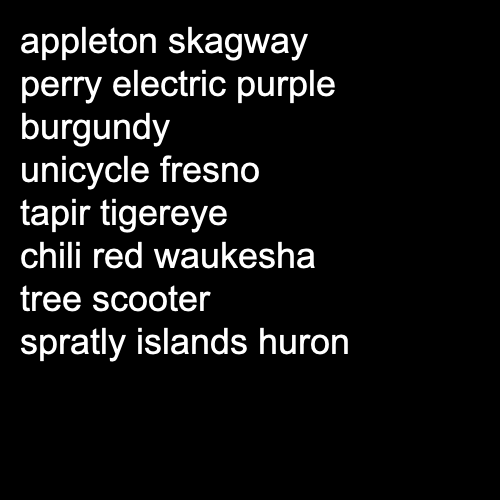 appleton skagway
perry electric purple
burgundy
unicycle fresno
tapir tigereye
chili red waukesha
tree scooter
spratly islands huron